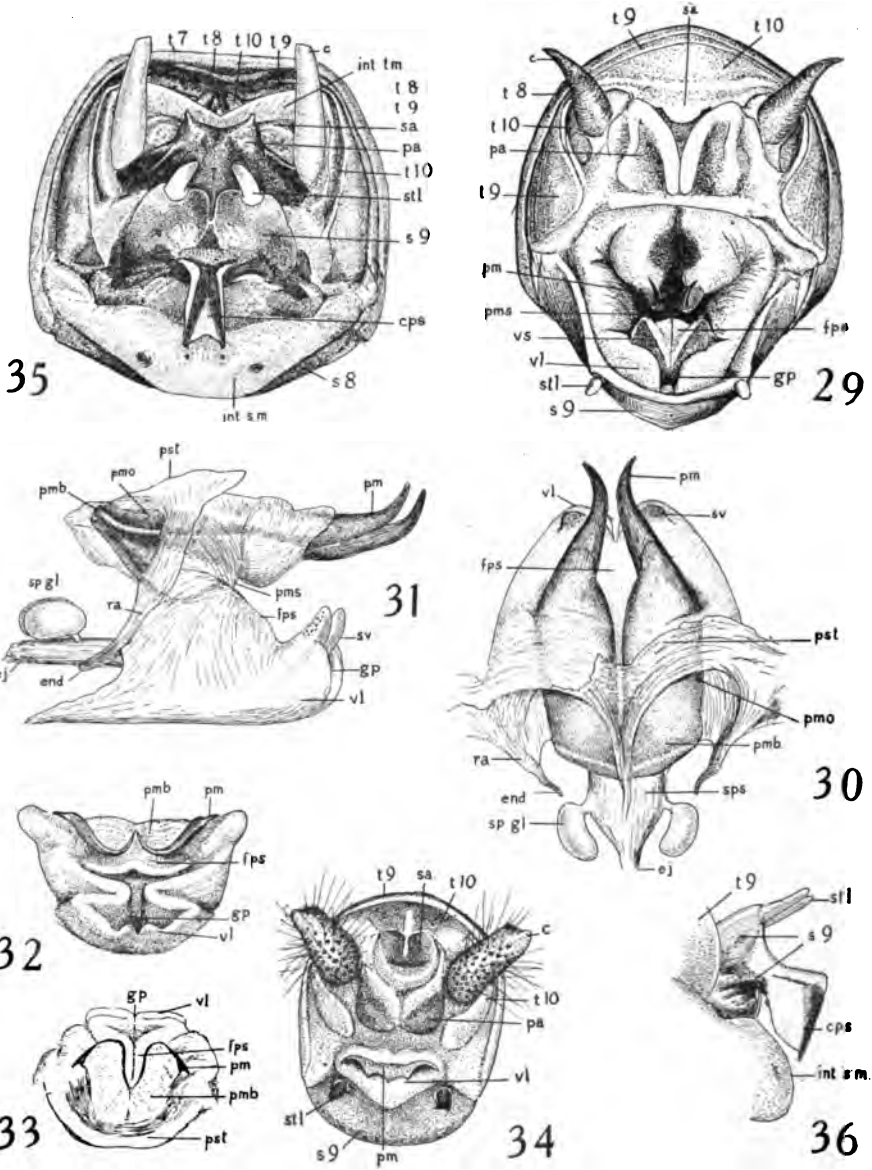 t7 t8 t10 t9 c
int tm
t8
t9
sa
pa
t10
stl
s9
cps
s8
int s.m
35
t9 sa t10
c
t8
t10
pa
t9
pm
pms
vs
vl
stl
s9
fps
gp
29
pst
pmo
pmb
pm
sp gl
ra
pms
fps
sv
gp
vl
end
ej
31
vl
pm
sv
fps
pst
pmo
pmb
ra
sps
end
sp gl
ej
30
pmb pm
fps
gp
vl
32
gp vl
fps
pm
pmb
pst
33
t9 sa t10
c
t10
pa
vl
stl
s9 pm
34
t9
stl
s9
cps
int s m.
36